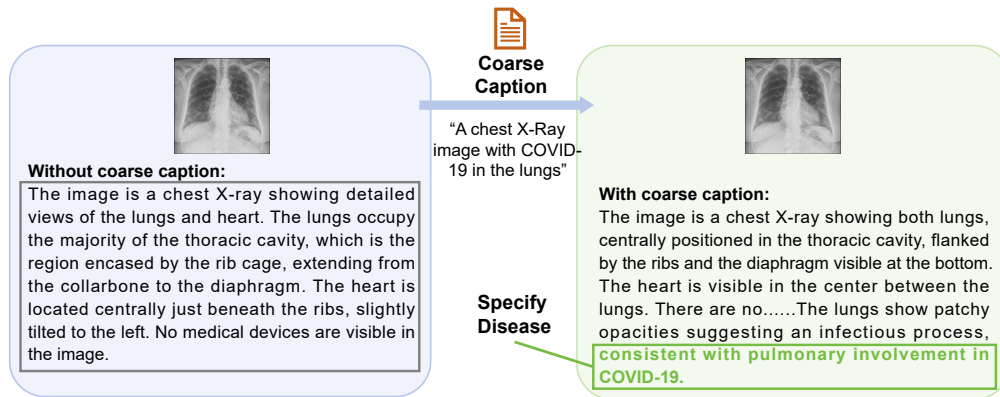 Without coarse caption:
The image is a chest X-ray showing detailed
views of the lungs and heart. The lungs occupy
the majority of the thoracic cavity, which is the
region encased by the rib cage, extending from
the collarbone to the diaphragm. The heart is
located centrally just beneath the ribs, slightly
tilted to the left. No medical devices are visible in
the image.
Coarse
Caption
“A chest X-Ray
image with COVID-
19 in the lungs”
Specify
Disease
With coarse caption:
The image is a chest X-ray showing both lungs,
centrally positioned in the thoracic cavity, flanked
by the ribs and the diaphragm visible at the bottom.
The heart is visible in the center between the
lungs. There are no......The lungs show patchy
opacities suggesting an infectious process,
consistent with pulmonary involvement in
COVID-19.